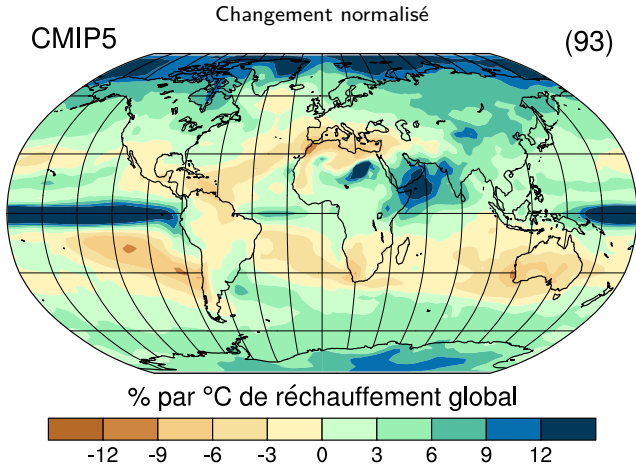 Changement normalisé
CMIP5 (93)
% par °C de réchauffement global
-12 -9 -6 -3 0 3 6 9 12